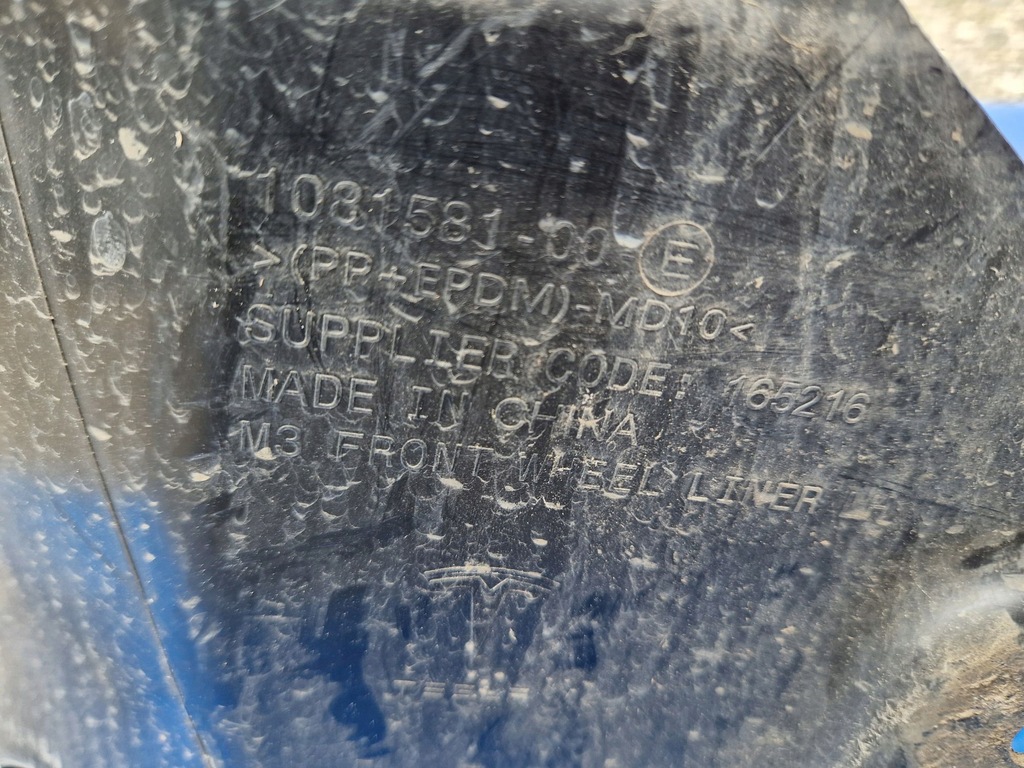 1081581-00 E
>(PP+EPDM)-MD10<
SUPPLIER CODE: 165216
MADE IN CHINA
M3 FRONT WHEEL LINER